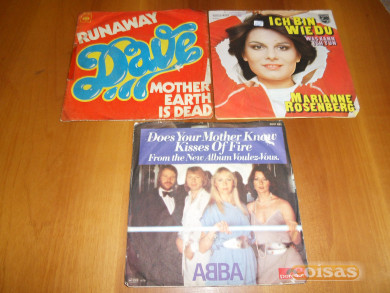 RUNAWAY
Dave
MOTHER
EARTH
IS DEAD
ICH BIN
WIE DU
MARIANNE
ROSENBERG
Does Your Mother Know
Kisses Of Fire
From the New Album Voulez-Vous.
ABBA
coisas